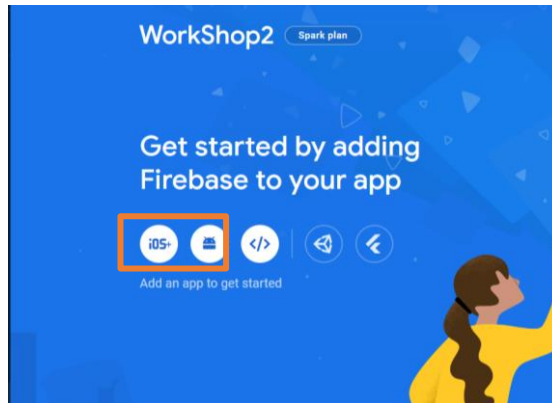 WorkShop2 Spark plan
Get started by adding
Firebase to your app
iOS+ </>
Add an app to get started